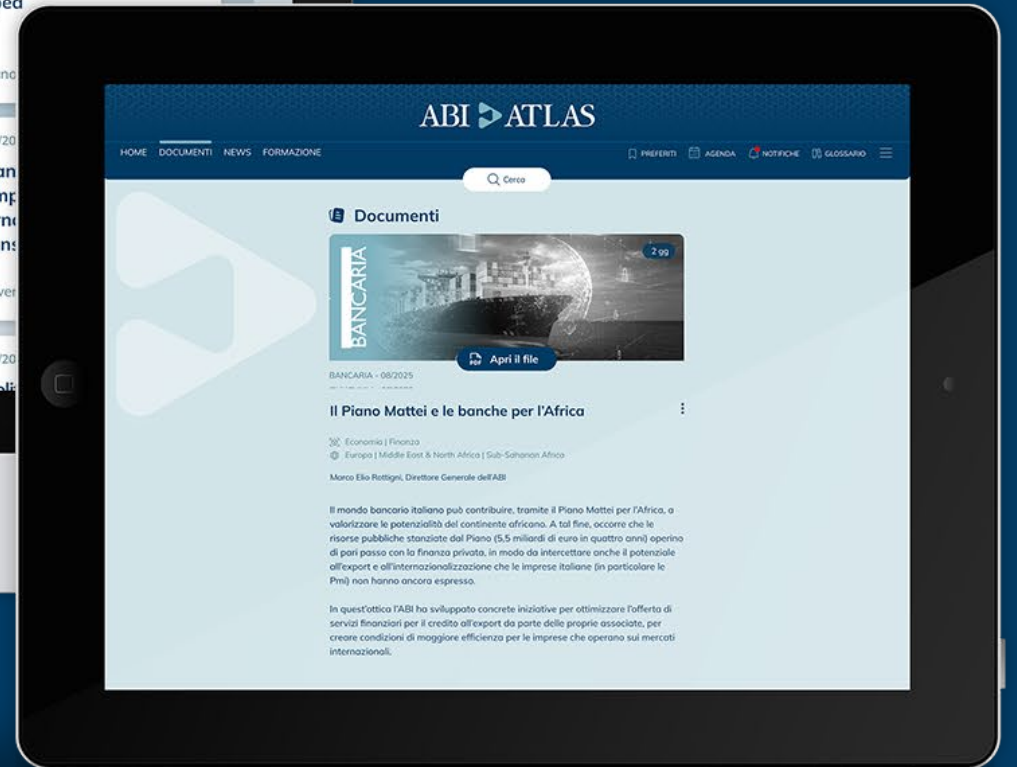 ABI ATLAS
HOME DOCUMENTI NEWS FORMAZIONE PREFERITI AGENDA NOTIFICHE GLOSSARIO
Cerca
Documenti
BANCARIA
2 gg
PDF Apri il file
BANCARIA - 08/2025
Il Piano Mattei e le banche per l'Africa
Economia | Finanza
Europa | Middle East & North Africa | Sub-Saharan Africa
Marco Elio Rottigni, Direttore Generale dell'ABI
Il mondo bancario italiano può contribuire, tramite il Piano Mattei per l'Africa, a
valorizzare le potenzialità del continente africano. A tal fine, occorre che le
risorse pubbliche stanziate dal Piano (5,5 miliardi di euro in quattro anni) operino
di pari passo con la finanza privata, in modo da intercettare anche il potenziale
all'export e all'internazionalizzazione che le imprese italiane (in particolare le
Pmi) non hanno ancora espresso.
In quest'ottica l'ABI ha sviluppato concrete iniziative per ottimizzare l'offerta di
servizi finanziari per il credito all'export da parte delle proprie associate, per
creare condizioni di maggiore efficienza per le imprese che operano sui mercati
internazionali.